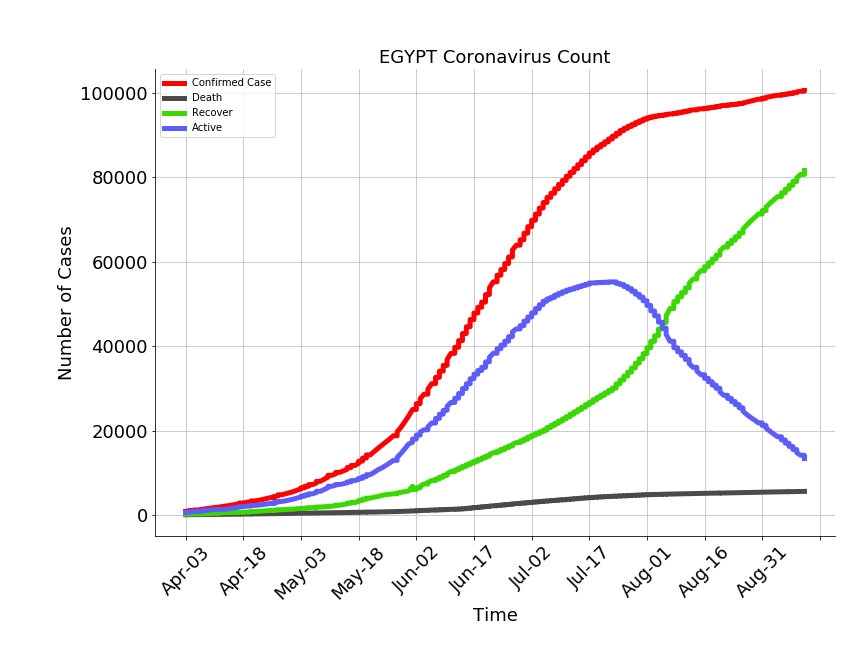 EGYPT Coronavirus Count
Confirmed Case
Death
Recover
Active
Number of Cases
100000
80000
60000
40000
20000
0
Apr-03
Apr-18
May-03
May-18
Jun-02
Jun-17
Jul-02
Jul-17
Aug-01
Aug-16
Aug-31
Time